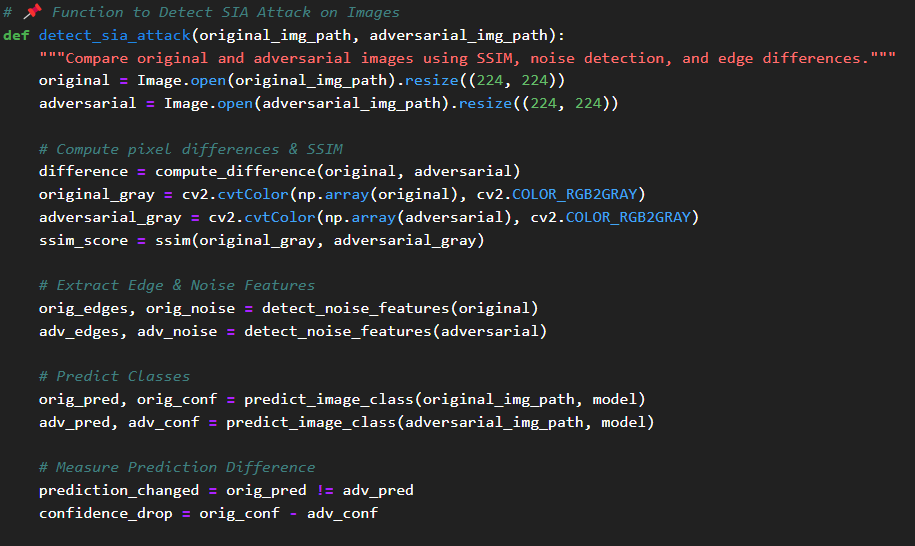 # 📌 Function to Detect SIA Attack on Images
def detect_sia_attack(original_img_path, adversarial_img_path):
    """Compare original and adversarial images using SSIM, noise detection, and edge differences."""
    original = Image.open(original_img_path).resize((224, 224))
    adversarial = Image.open(adversarial_img_path).resize((224, 224))

    # Compute pixel differences & SSIM
    difference = compute_difference(original, adversarial)
    original_gray = cv2.cvtColor(np.array(original), cv2.COLOR_RGB2GRAY)
    adversarial_gray = cv2.cvtColor(np.array(adversarial), cv2.COLOR_RGB2GRAY)
    ssim_score = ssim(original_gray, adversarial_gray)

    # Extract Edge & Noise Features
    orig_edges, orig_noise = detect_noise_features(original)
    adv_edges, adv_noise = detect_noise_features(adversarial)

    # Predict Classes
    orig_pred, orig_conf = predict_image_class(original_img_path, model)
    adv_pred, adv_conf = predict_image_class(adversarial_img_path, model)

    # Measure Prediction Difference
    prediction_changed = orig_pred != adv_pred
    confidence_drop = orig_conf - adv_conf